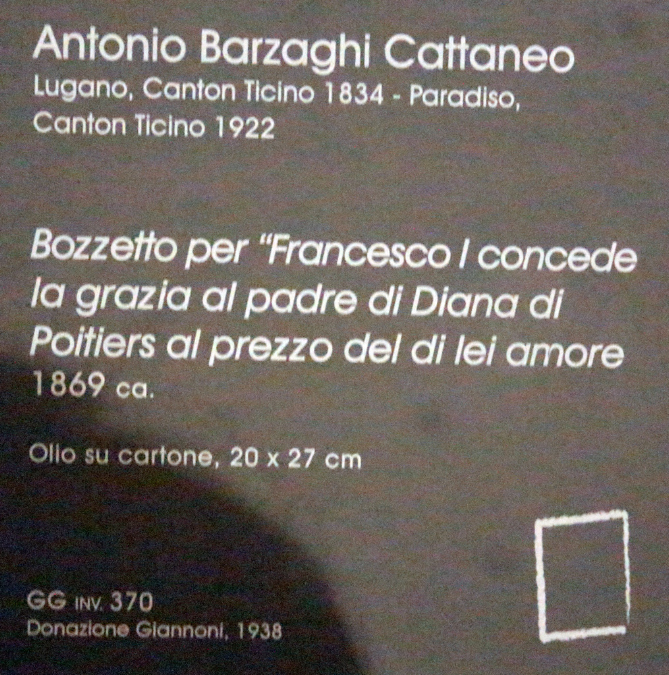 Antonio Barzaghi Cattaneo
Lugano, Canton Ticino 1834 - Paradiso,
Canton Ticino 1922
Bozzetto per “Francesco I concede
la grazia al padre di Diana di
Poitiers al prezzo del di lei amore
1869 ca.
Olio su cartone, 20 x 27 cm
GG INV. 370
Donazione Giannoni, 1938